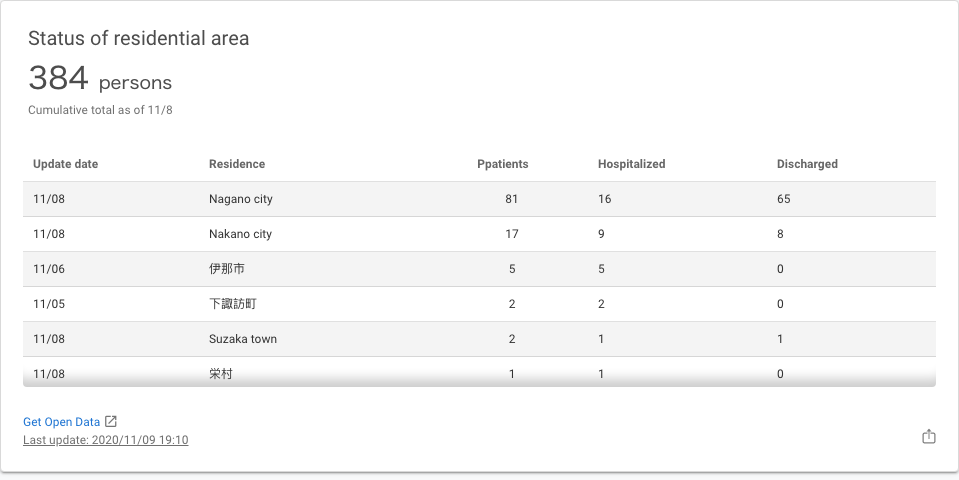 Status of residential area
384 persons
Cumulative total as of 11/8
Update date Residence Ppatients Hospitalized Discharged
11/08 Nagano city 81 16 65
11/08 Nakano city 17 9 8
11/06 伊那市 5 5 0
11/05 下諏訪町 2 2 0
11/08 Suzaka town 2 1 1
11/08 栄村 1 1 0
Get Open Data
Last update: 2020/11/09 19:10